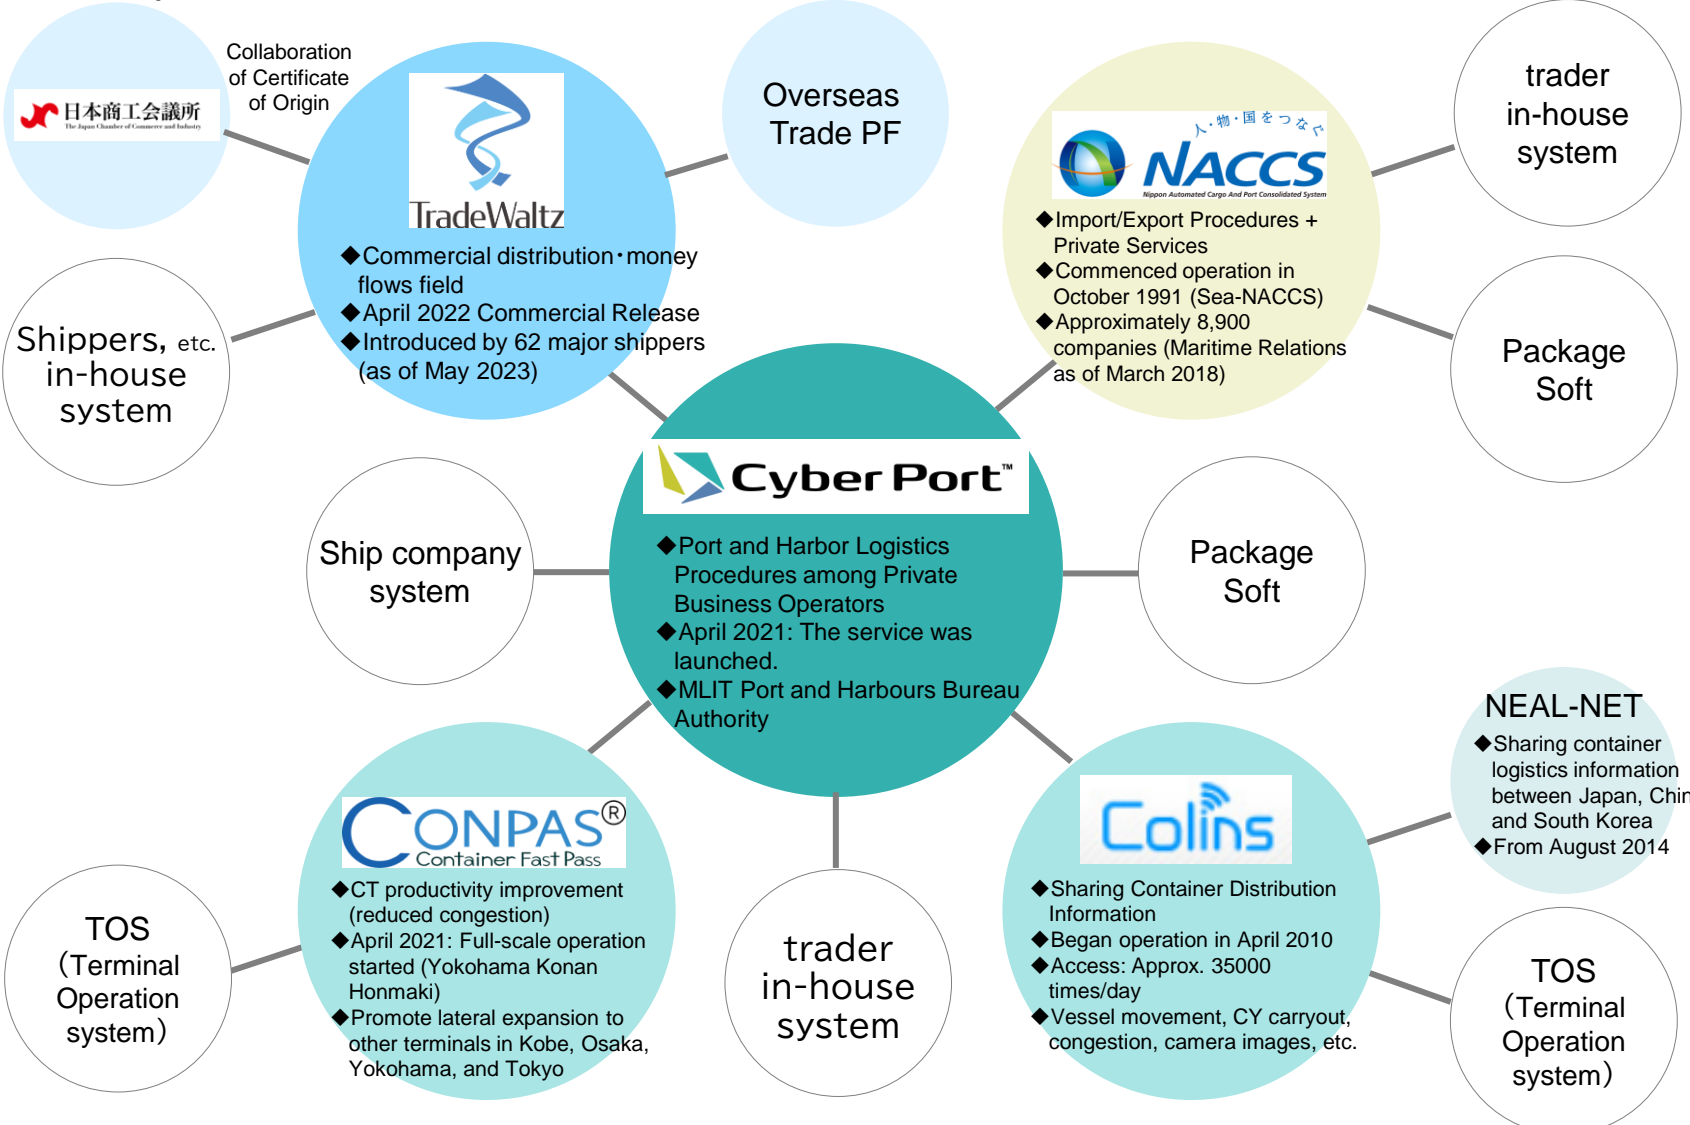 日本商工会議所
The Japan Chamber of Commerce and Industry
Collaboration
of Certificate
of Origin
TradeWaltz
◆Commercial distribution・money
flows field
◆April 2022 Commercial Release
◆Introduced by 62 major shippers
(as of May 2023)
Overseas
Trade PF
人・物・国をつなぐ
NACCS
Nippon Automated Cargo And Port Consolidated System
◆Import/Export Procedures +
Private Services
◆Commenced operation in
October 1991 (Sea-NACCS)
◆Approximately 8,900
companies (Maritime Relations
as of March 2018)
trader
in-house
system
Shippers, etc.
in-house
system
Package
Soft
Cyber Port™
◆Port and Harbor Logistics
Procedures among Private
Business Operators
◆April 2021: The service was
launched.
◆MLIT Port and Harbours Bureau
Authority
Ship company
system
Package
Soft
CONPAS®
Container Fast Pass
◆CT productivity improvement
(reduced congestion)
◆April 2021: Full-scale operation
started (Yokohama Konan
Honmaki)
◆Promote lateral expansion to
other terminals in Kobe, Osaka,
Yokohama, and Tokyo
TOS
（Terminal
Operation
system）
trader
in-house
system
Colins
◆Sharing Container Distribution
Information
◆Began operation in April 2010
◆Access: Approx. 35000
times/day
◆Vessel movement, CY carryout,
congestion, camera images, etc.
NEAL-NET
◆Sharing container
logistics information
between Japan, Chin
and South Korea
◆From August 2014
TOS
（Terminal
Operation
system）